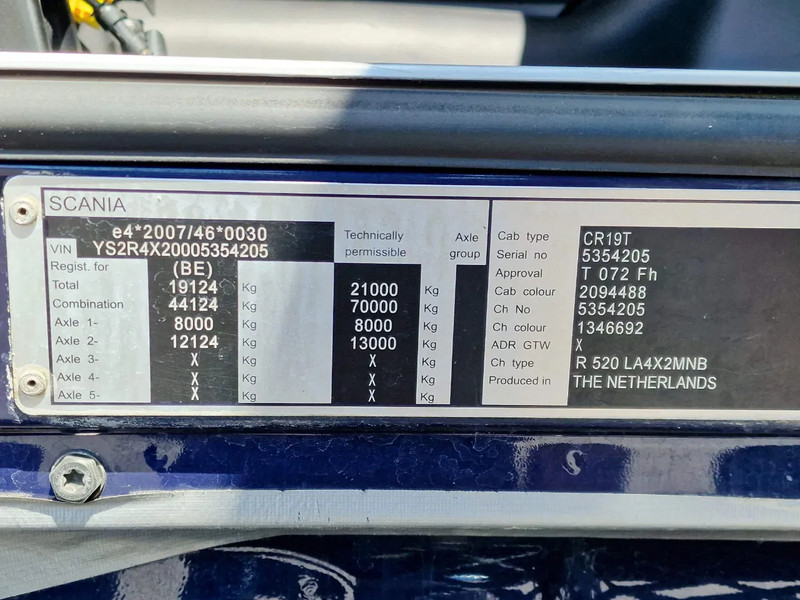 SCANIA
e4*2007/46*0030
VIN YS2R4X20005354205
Regist. for (BE)
Technically permissible
Axle group
Total 19124 Kg 21000 Kg
Combination 44124 Kg 70000 Kg
Axle 1- 8000 Kg 8000 Kg
Axle 2- 12124 Kg 13000 Kg
Axle 3- X Kg X Kg
Axle 4- X Kg X Kg
Axle 5- X Kg X Kg
Cab type CR19T
Serial no 5354205
Approval T 072 Fh
Cab colour 2094488
Ch No 5354205
Ch colour 1346692
ADR GTW X
Ch type R 520 LA4X2MNB
Produced in THE NETHERLANDS